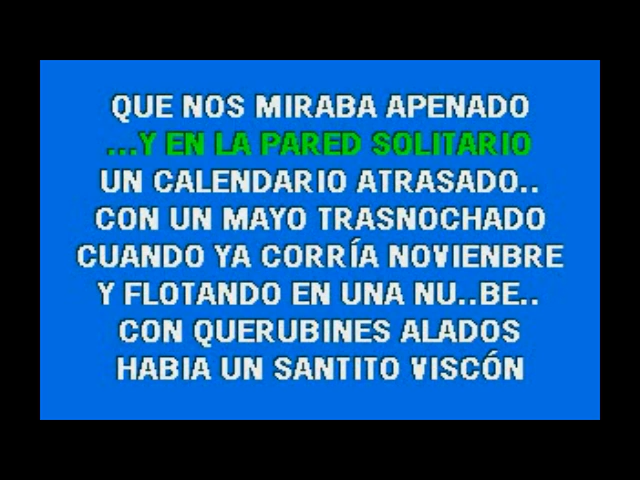 QUE NOS MIRABA APENADO
...Y EN LA PARED SOLITARIO
UN CALENDARIO ATRASADO..
CON UN MAYO TRASNOCHADO
CUANDO YA CORRÍA NOVIENBRE
Y FLOTANDO EN UNA NU..BE..
CON QUERUBINES ALADOS
HABIA UN SANTITO VISCÓN